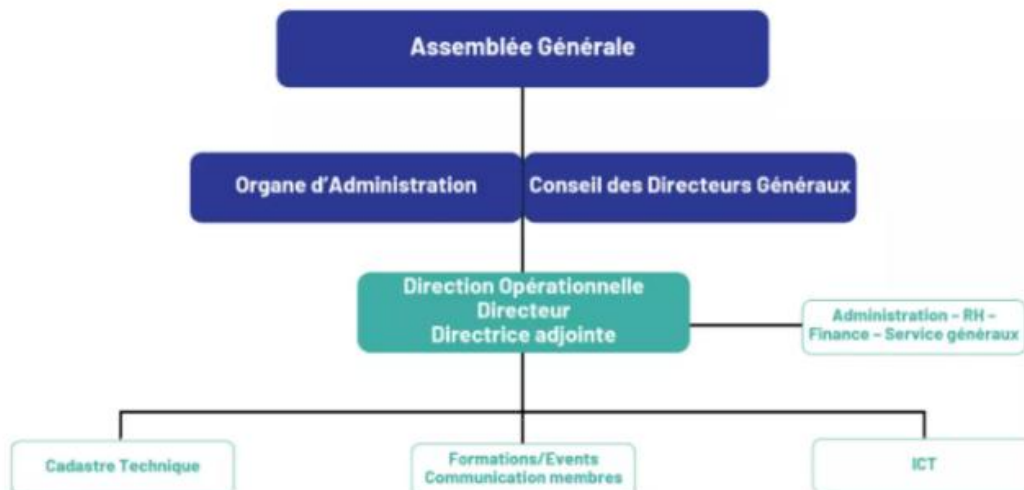 Assemblée Générale
Organe d'Administration
Conseil des Directeurs Généraux
Direction Opérationnelle
Directeur
Directrice adjointe
Administration – RH –
Finance – Service généraux
Cadastre Technique
Formations/Events
Communication membres
ICT